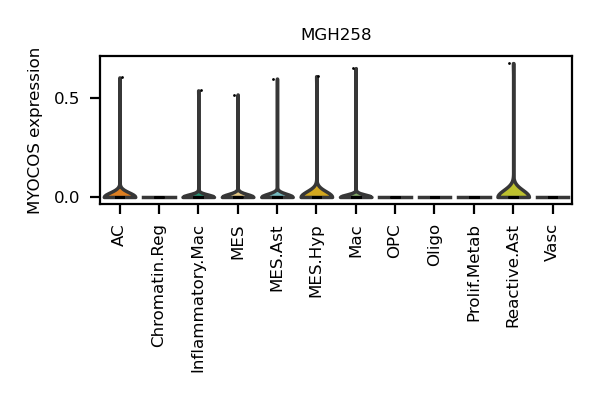 MGH258
MYOCOS expression
0.5
0.0
AC
Chromatin.Reg
Inflammatory.Mac
MES
MES.Ast
MES.Hyp
Mac
OPC
Oligo
Prolif.Metab
Reactive.Ast
Vasc